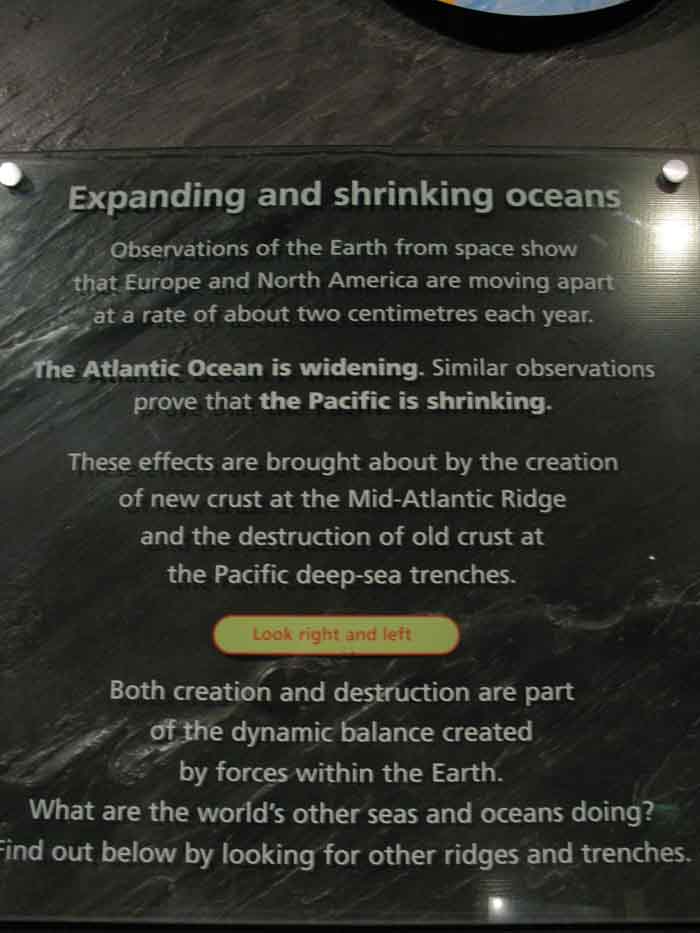 Expanding and shrinking oceans
Observations of the Earth from space show
that Europe and North America are moving apart
at a rate of about two centimetres each year.
The Atlantic Ocean is widening. Similar observations
prove that the Pacific is shrinking.
These effects are brought about by the creation
of new crust at the Mid-Atlantic Ridge
and the destruction of old crust at
the Pacific deep-sea trenches.
Look right and left
Both creation and destruction are part
of the dynamic balance created
by forces within the Earth.
What are the world's other seas and oceans doing?
Find out below by looking for other ridges and trenches.